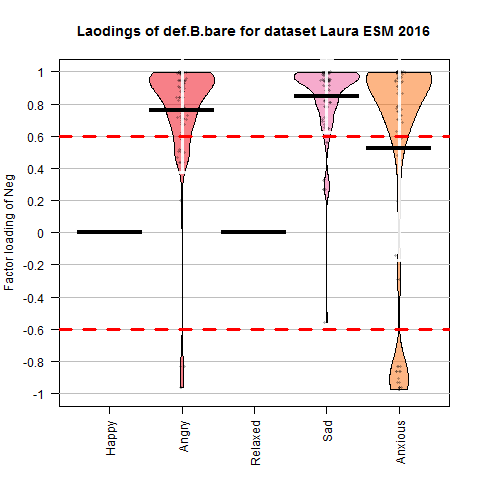 Laodings of def.B.bare for dataset Laura ESM 2016
Factor loading of Neg
1
0.8
0.6
0.4
0.2
0
-0.2
-0.4
-0.6
-0.8
-1
Happy
Angry
Relaxed
Sad
Anxious